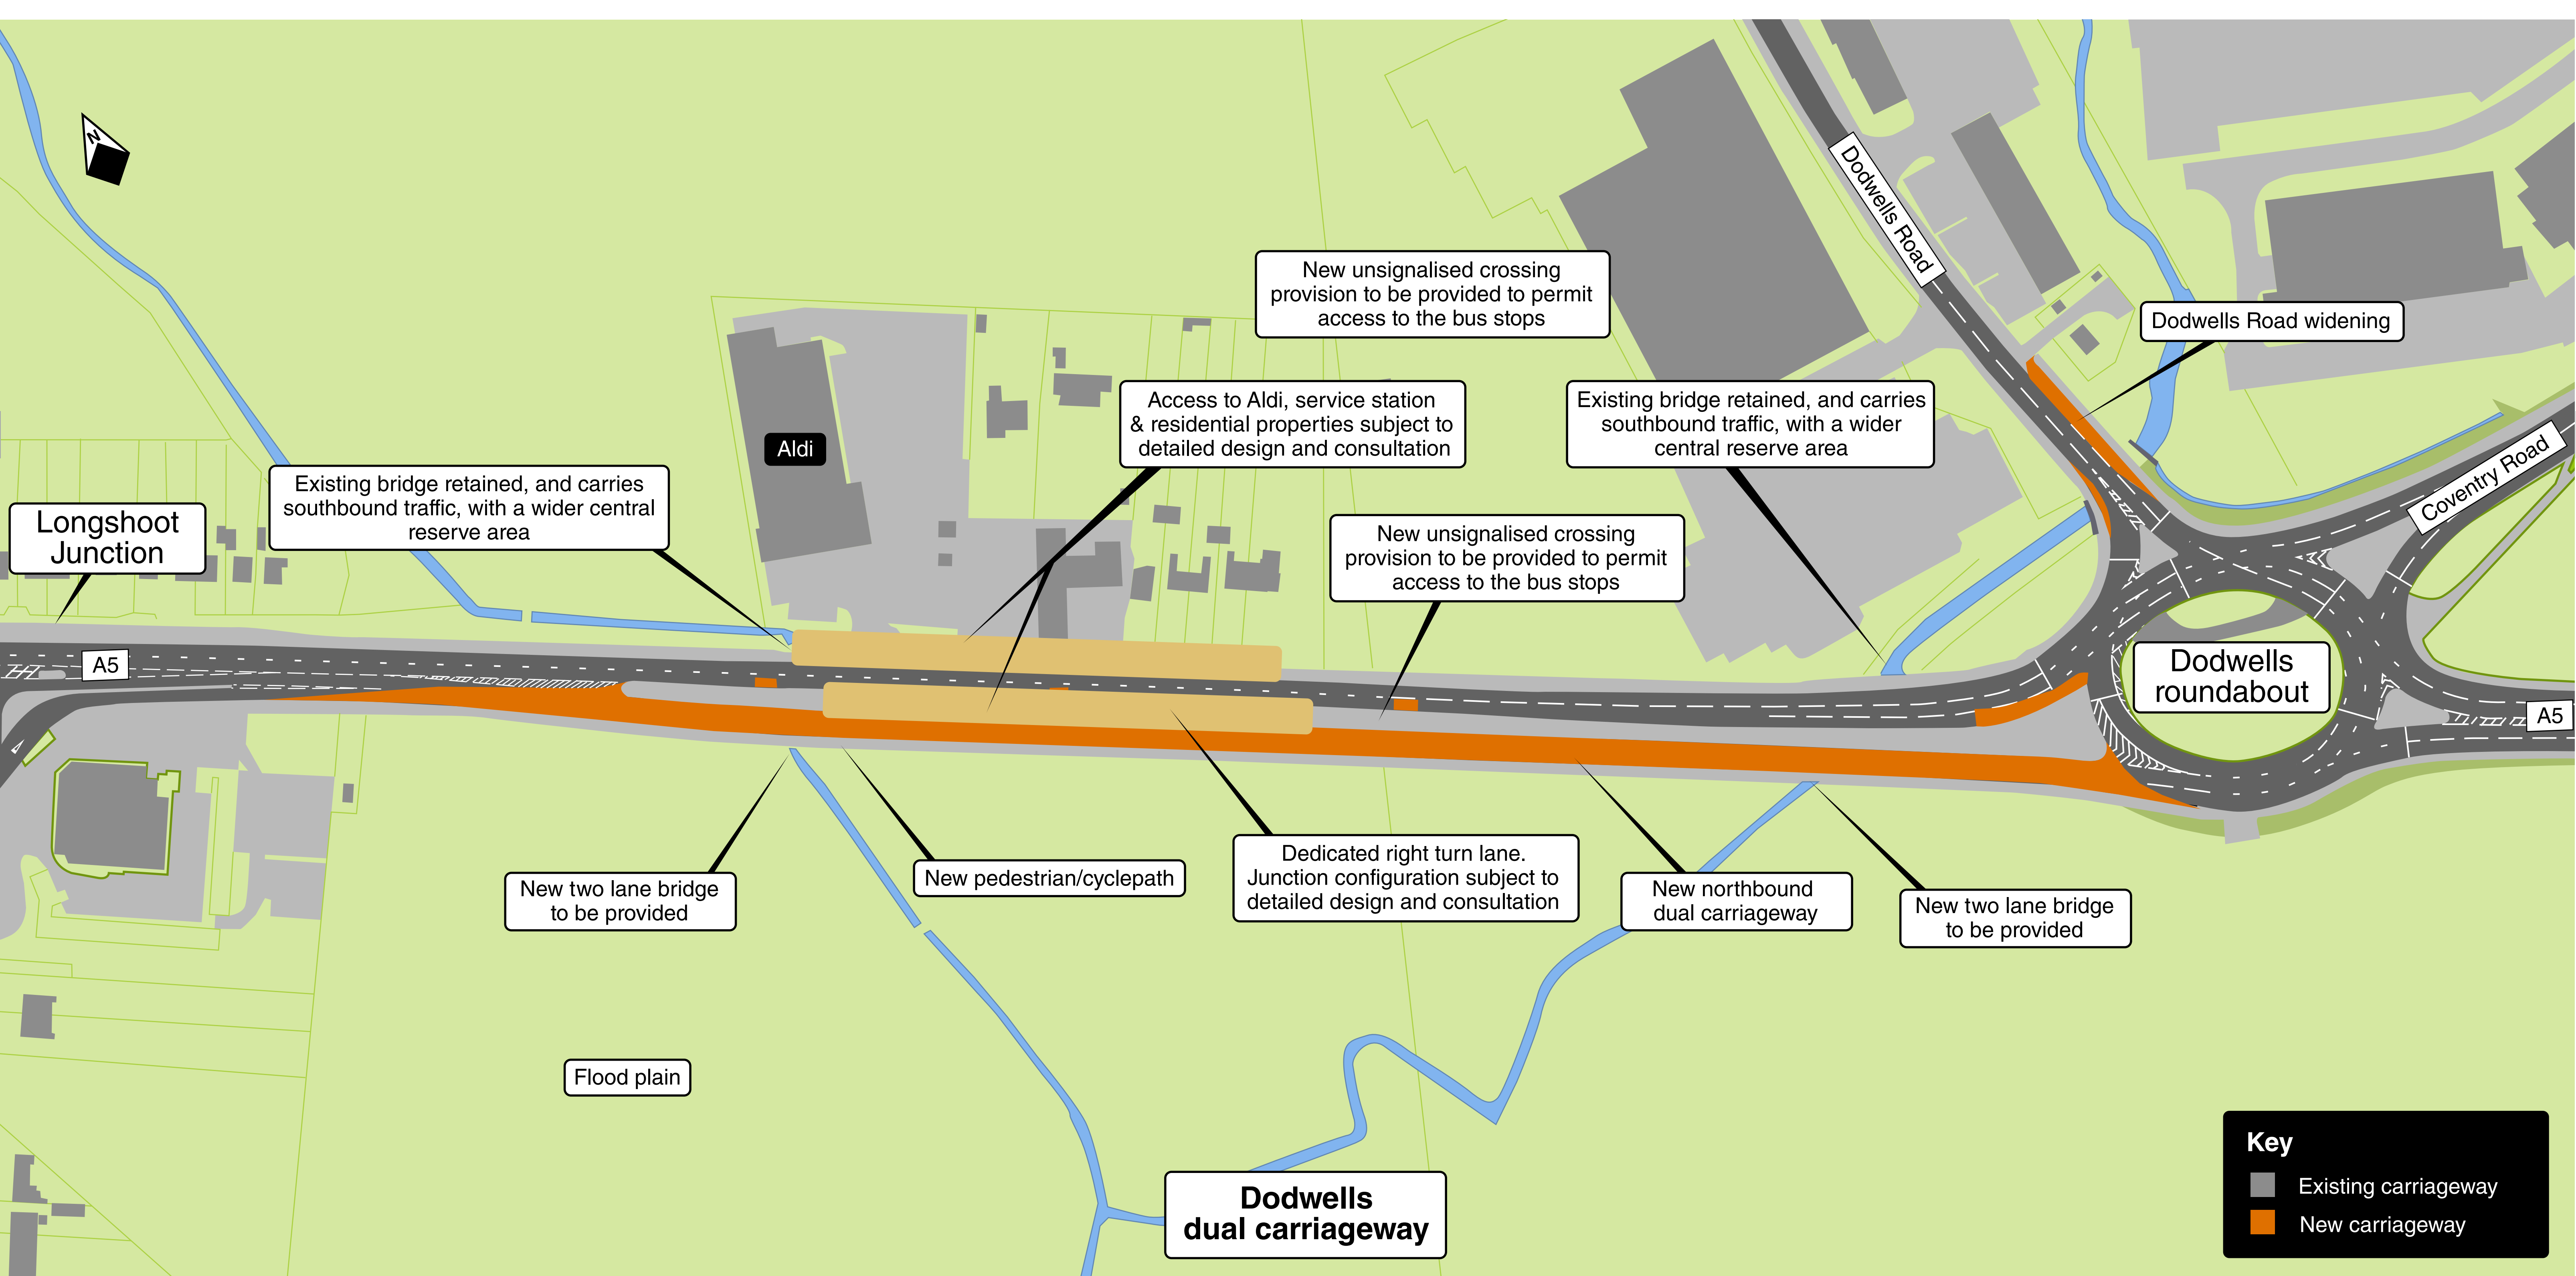 N
Dodwells Road
New unsignalised crossing
provision to be provided to permit
access to the bus stops
Dodwells Road widening
Access to Aldi, service station
& residential properties subject to
detailed design and consultation
Existing bridge retained, and carries
southbound traffic, with a wider
central reserve area
Aldi
Coventry Road
Existing bridge retained, and carries
southbound traffic, with a wider central
reserve area
Longshoot
Junction
New unsignalised crossing
provision to be provided to permit
access to the bus stops
A5
Dodwells
roundabout
A5
Dedicated right turn lane.
Junction configuration subject to
detailed design and consultation
New pedestrian/cyclepath
New two lane bridge
to be provided
New northbound
dual carriageway
New two lane bridge
to be provided
Flood plain
Dodwells
dual carriageway
Key
Existing carriageway
New carriageway